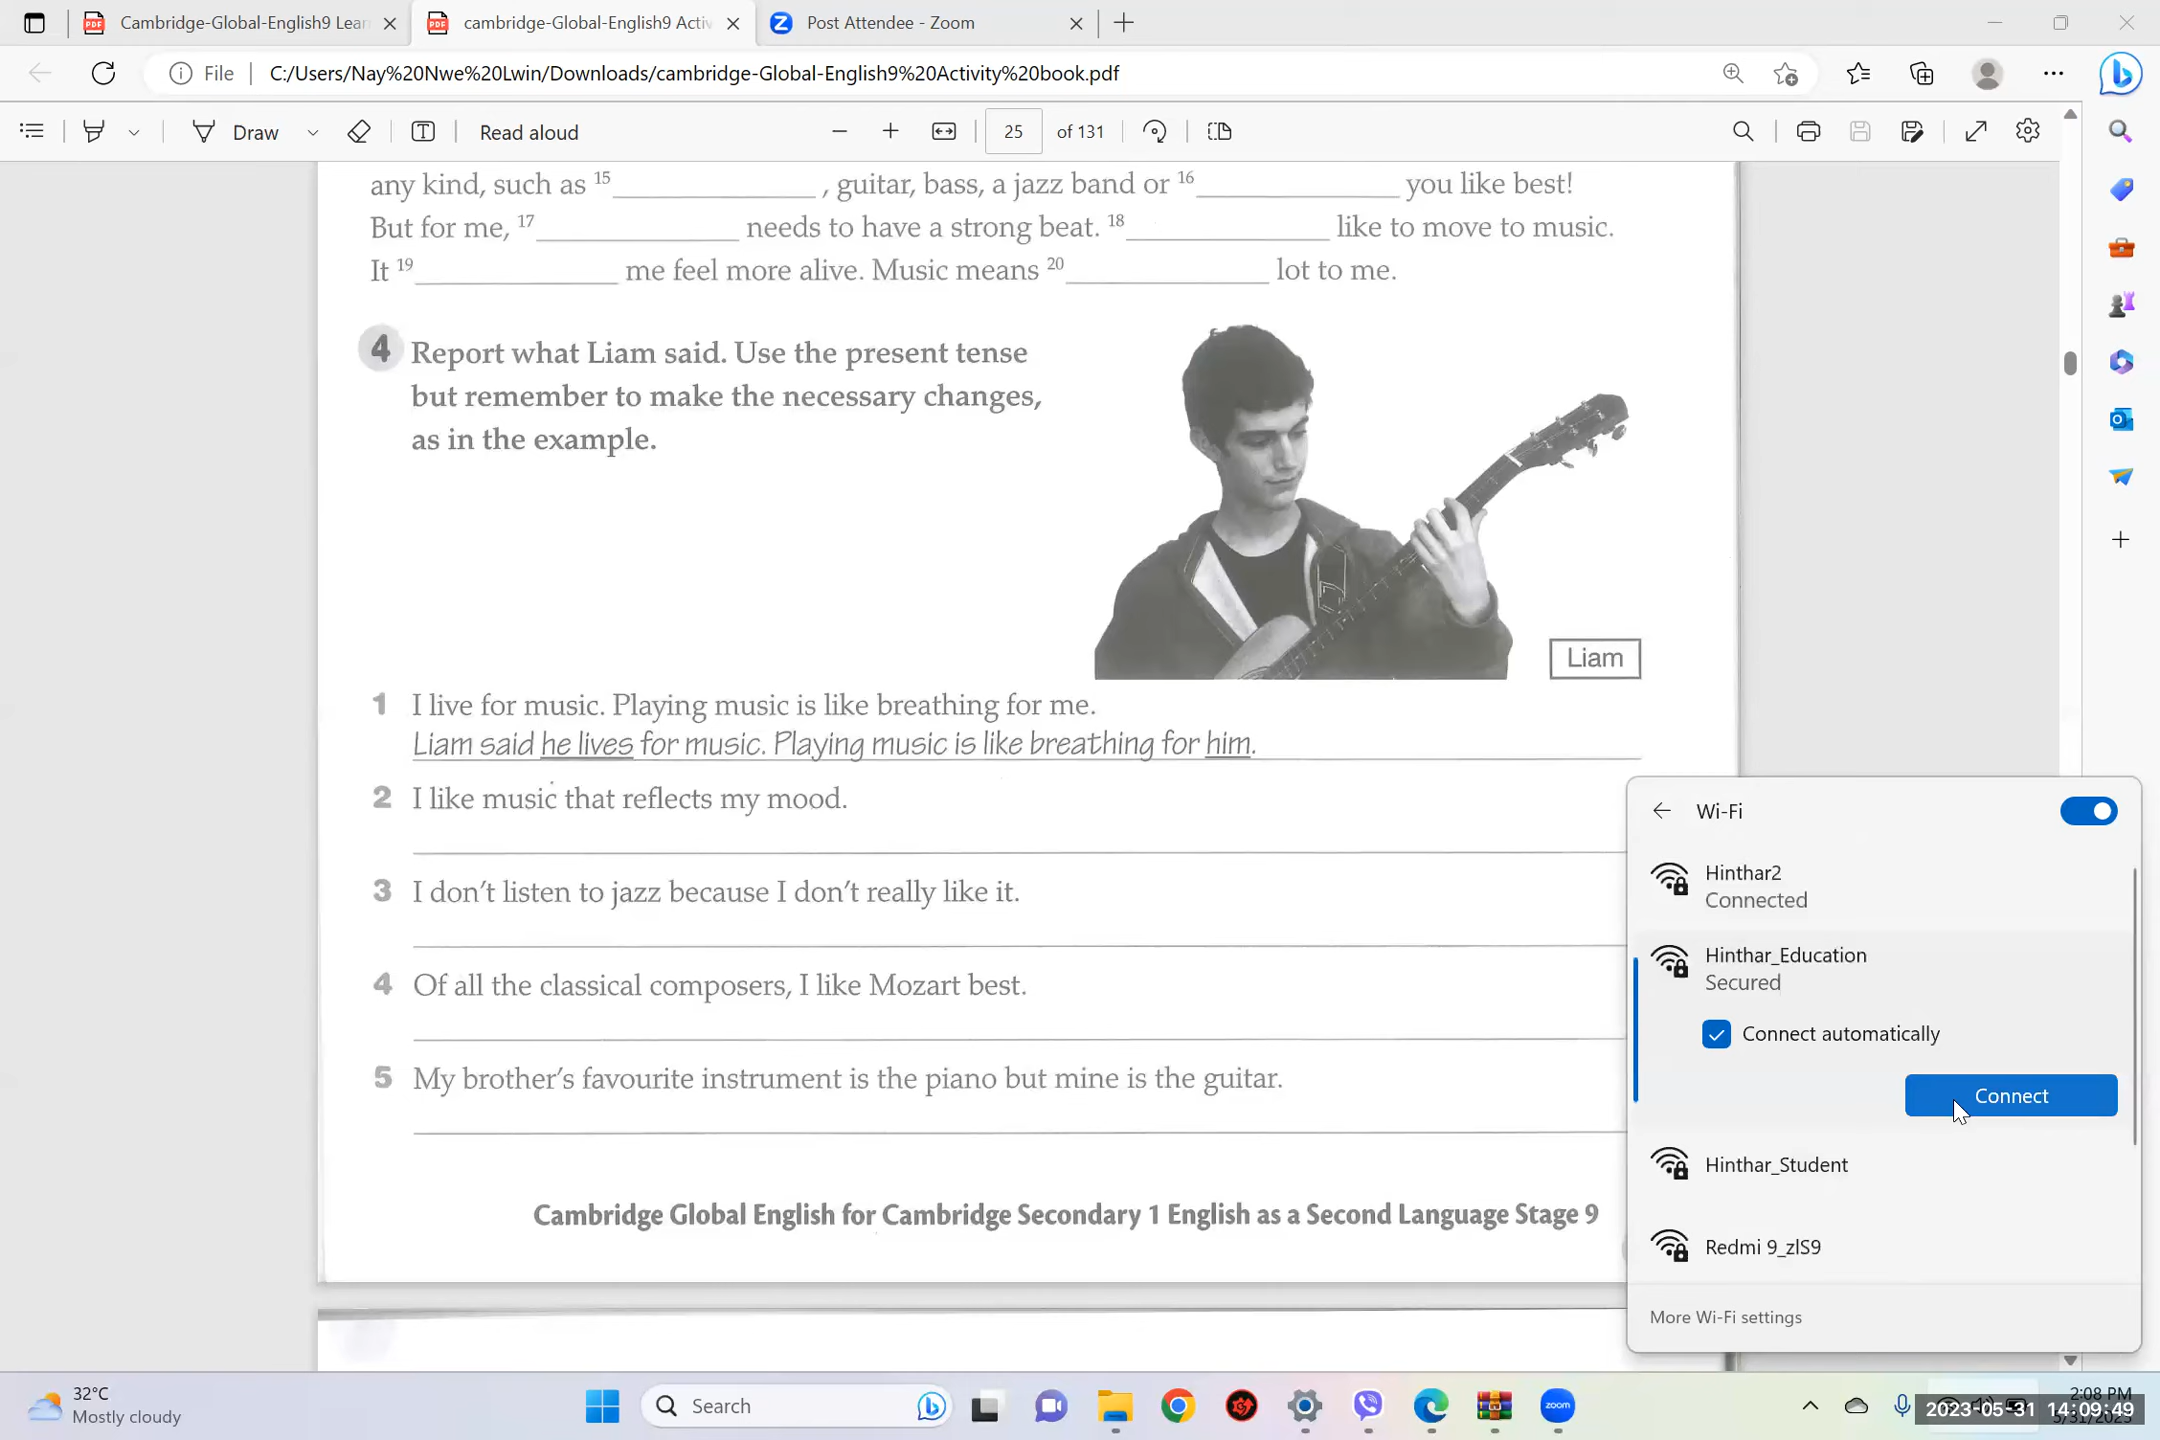 Cambridge-Global-English9 Lear
cambridge-Global-English9 Activ
Post Attendee - Zoom
File
C:/Users/Nay%20Nwe%20Lwin/Downloads/cambridge-Global-English9%20Activity%20book.pdf
Draw
Read aloud
25 of 131
any kind, such as 15 ____________ , guitar, bass, a jazz band or 16 ____________ you like best!
But for me, 17 ____________ needs to have a strong beat. 18 ____________ like to move to music.
It 19 ____________ me feel more alive. Music means 20 ____________ lot to me.
4 Report what Liam said. Use the present tense
but remember to make the necessary changes,
as in the example.
Liam
1 I live for music. Playing music is like breathing for me.
Liam said he lives for music. Playing music is like breathing for him.
2 I like music that reflects my mood.
3 I don't listen to jazz because I don't really like it.
4 Of all the classical composers, I like Mozart best.
5 My brother's favourite instrument is the piano but mine is the guitar.
Cambridge Global English for Cambridge Secondary 1 English as a Second Language Stage 9
Wi-Fi
Hinthar2
Connected
Hinthar_Education
Secured
Connect automatically
Connect
Hinthar_Student
Redmi 9_zlS9
More Wi-Fi settings
32°C
Mostly cloudy
Search
zoom
2:08 PM
2023-05-31 14:09:49